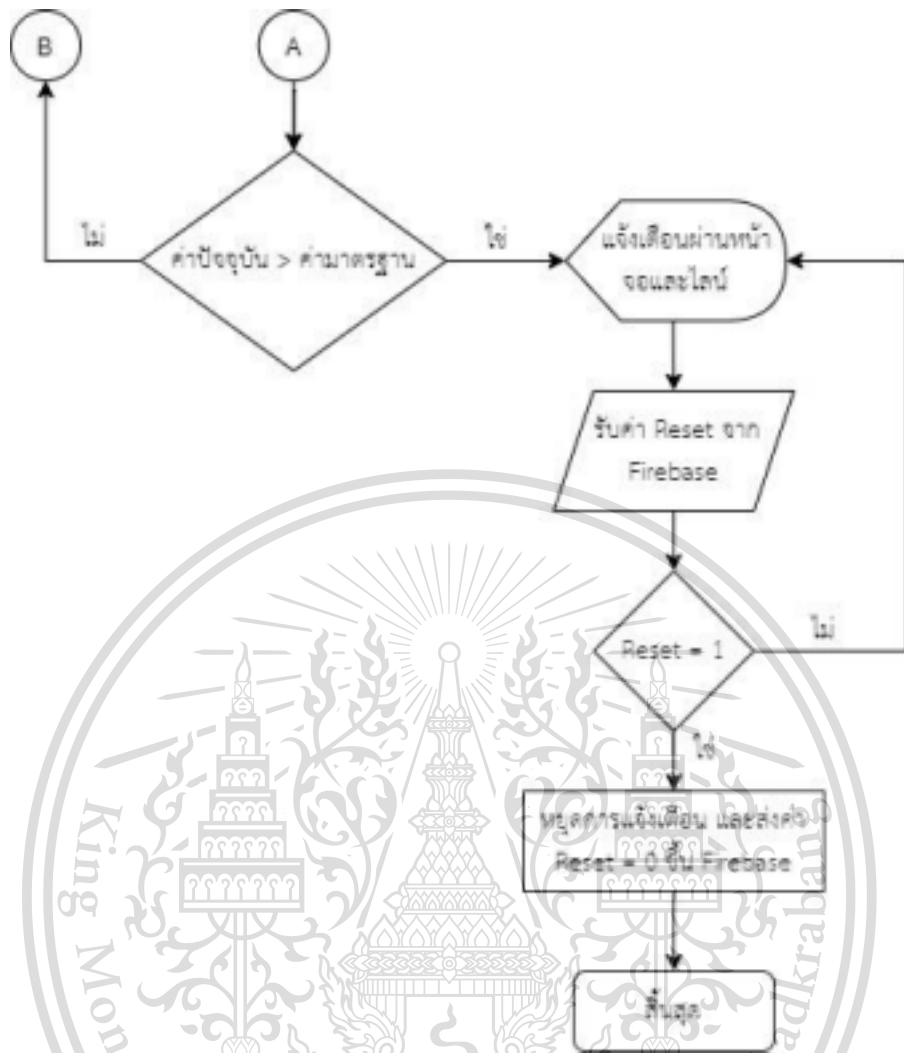 B
A
ไม่
ค่าปัจจุบัน > ค่ามาตรฐาน
ใช่
แจ้งเตือนผ่านหน้า
จอและไลน์
รับค่า Reset จาก
Firebase
Reset = 1
ไม่
ใช่
หยุดการแจ้งเตือน และส่งค่า
Reset = 0 ขึ้น Firebase
สิ้นสุด
King
Mon
adkrabang